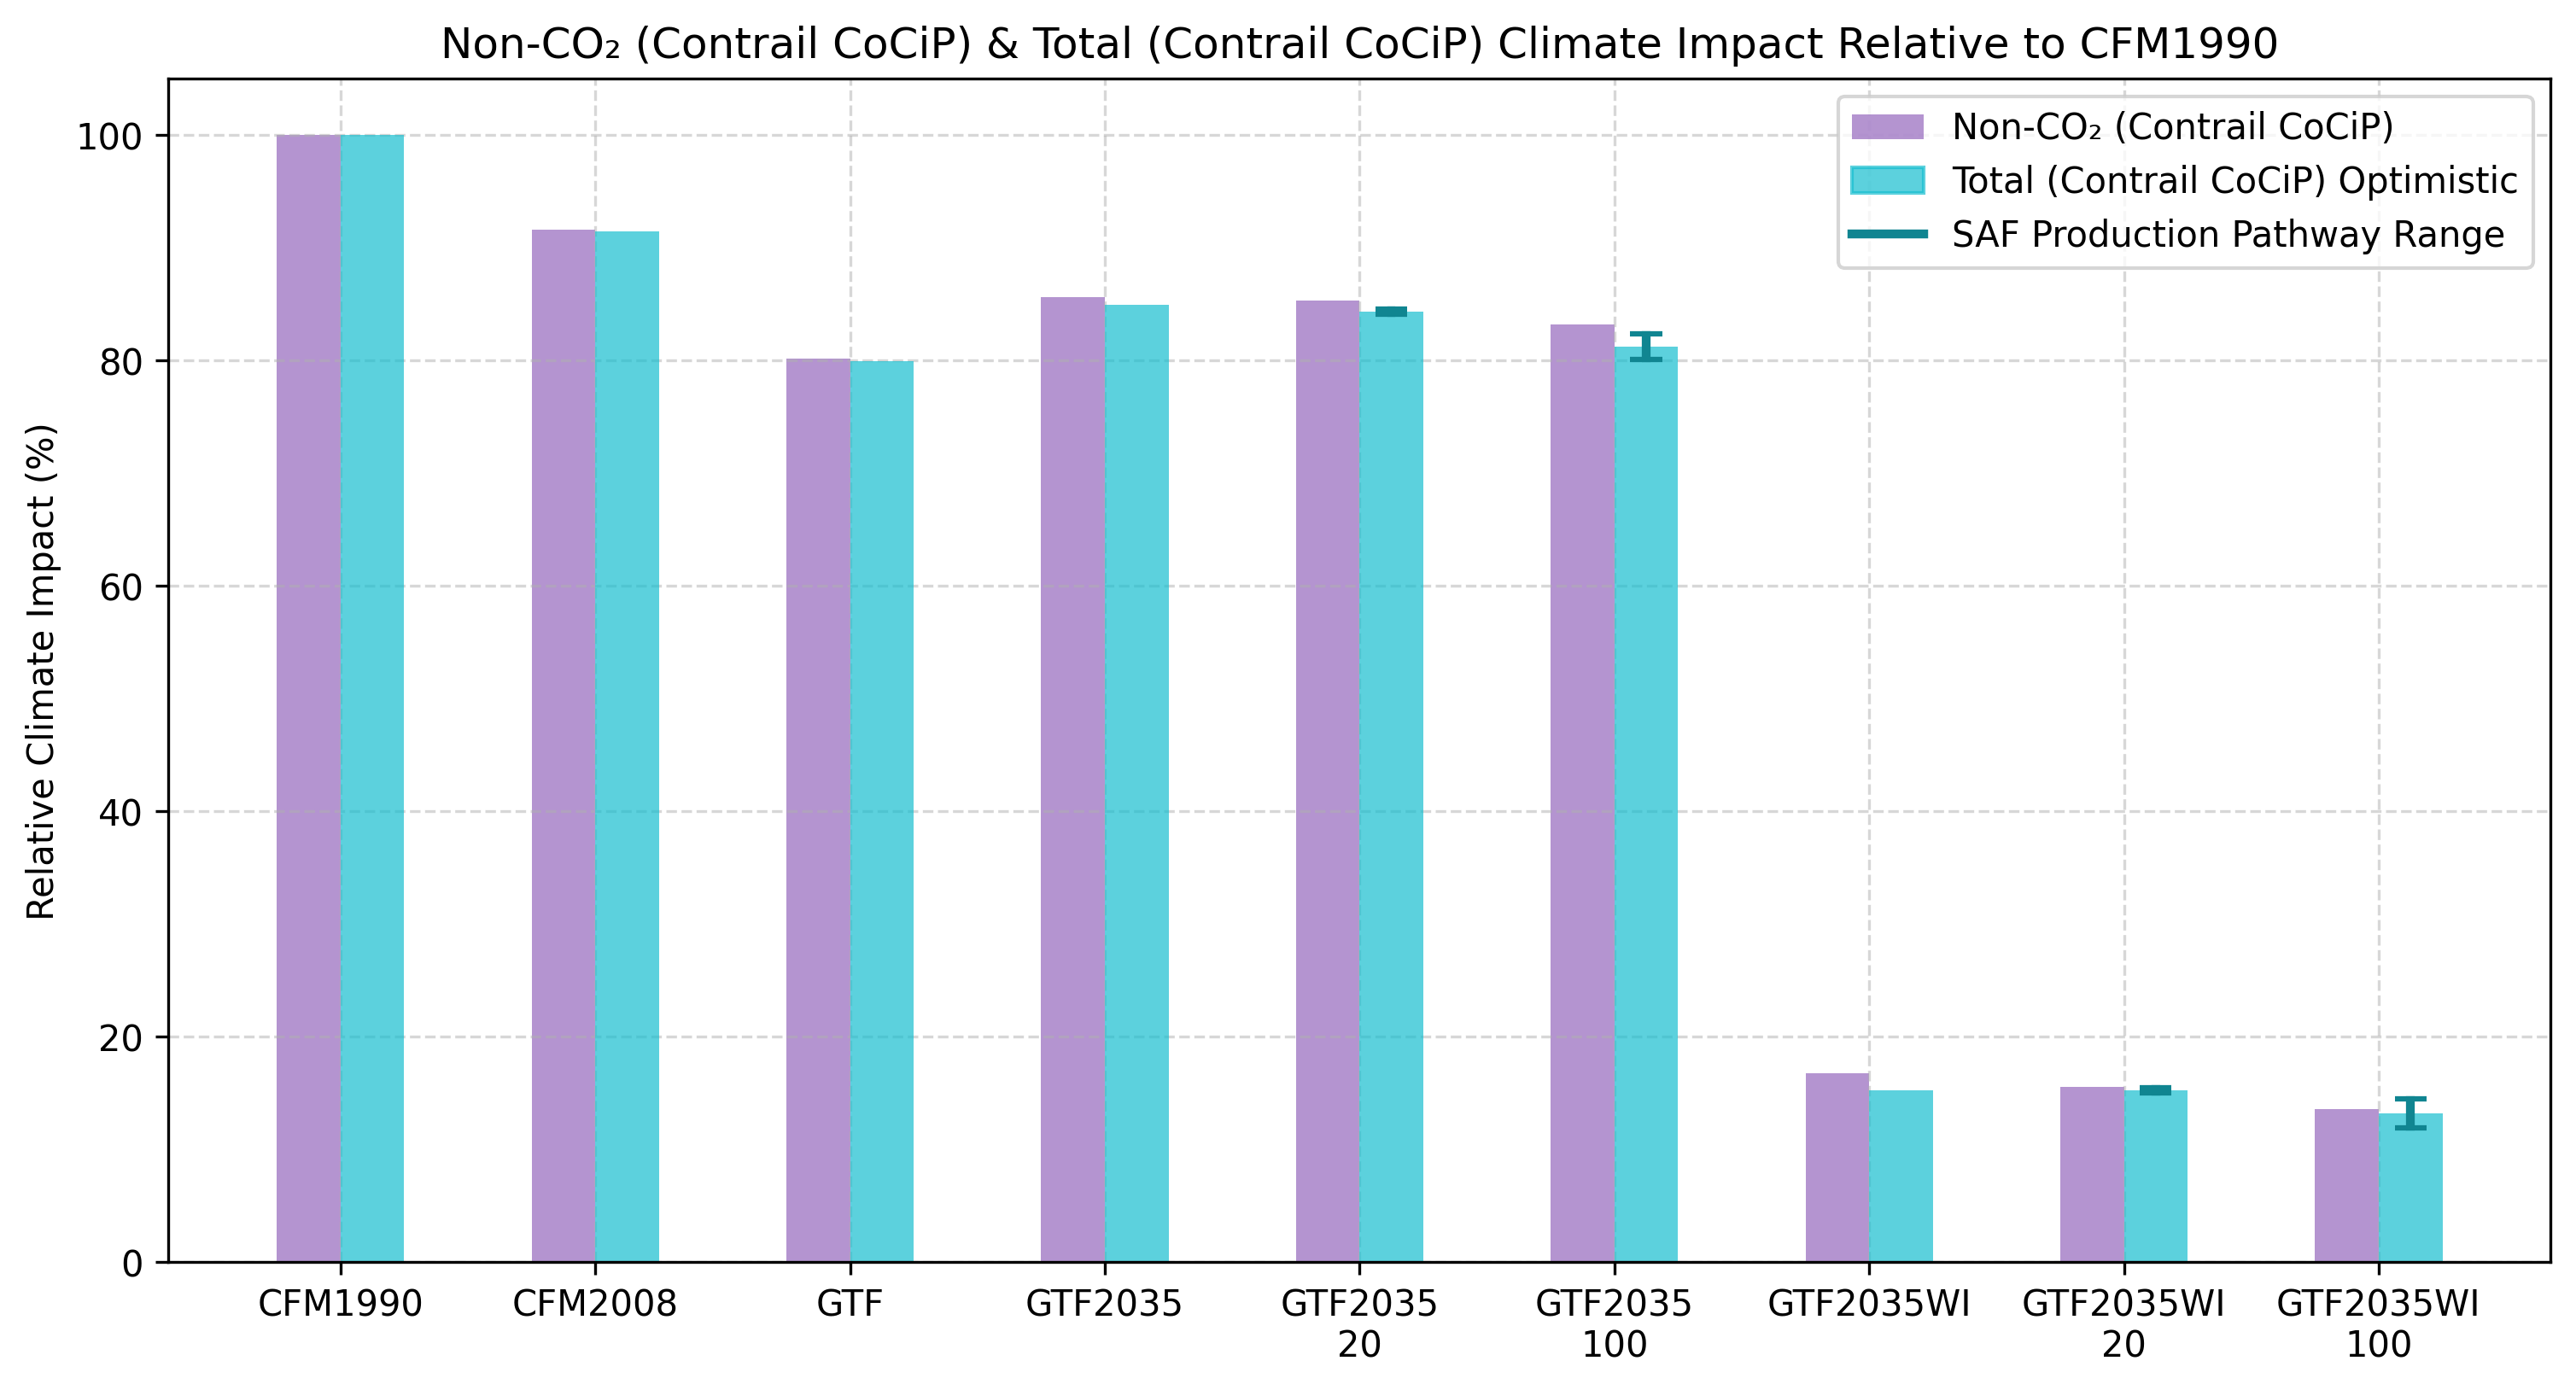 Non-CO₂ (Contrail CoCiP) & Total (Contrail CoCiP) Climate Impact Relative to CFM1990
Non-CO₂ (Contrail CoCiP)
Total (Contrail CoCiP) Optimistic
SAF Production Pathway Range
Relative Climate Impact (%)
100
80
60
40
20
0
CFM1990
CFM2008
GTF
GTF2035
GTF2035
20
GTF2035
100
GTF2035WI
GTF2035WI
20
GTF2035WI
100